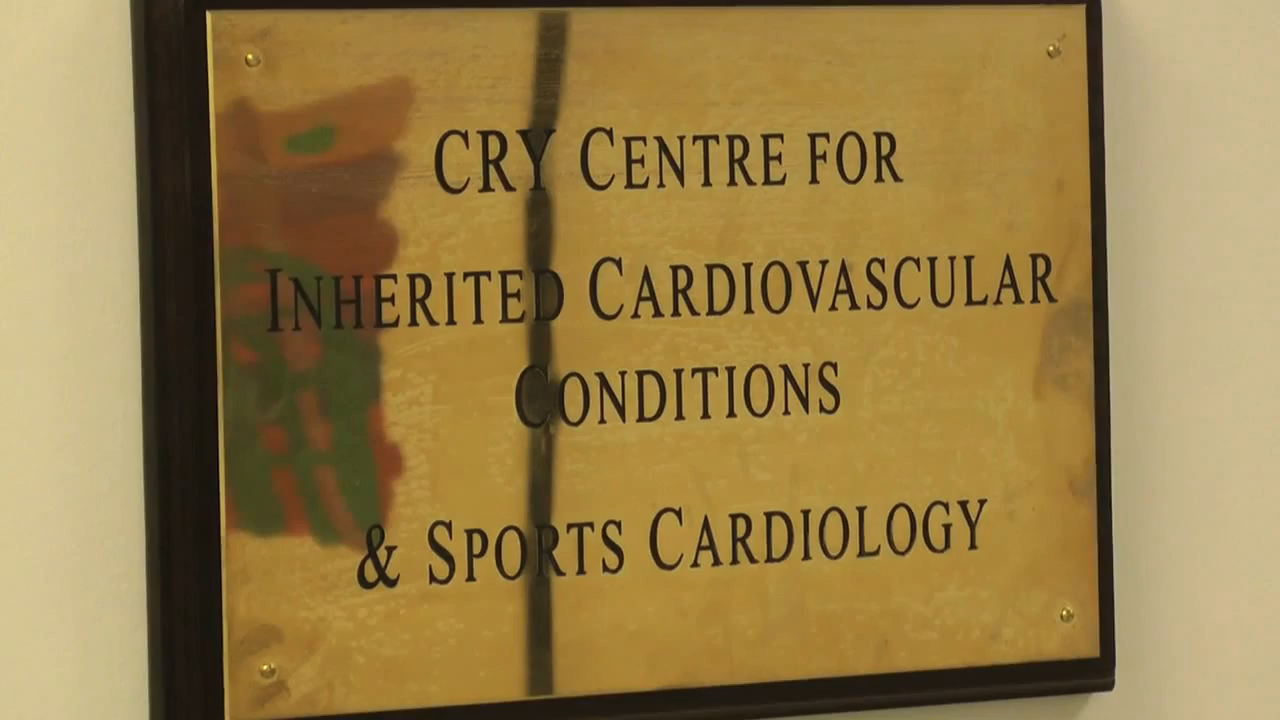 CRY CENTRE FOR
INHERITED CARDIOVASCULAR
CONDITIONS
& SPORTS CARDIOLOGY